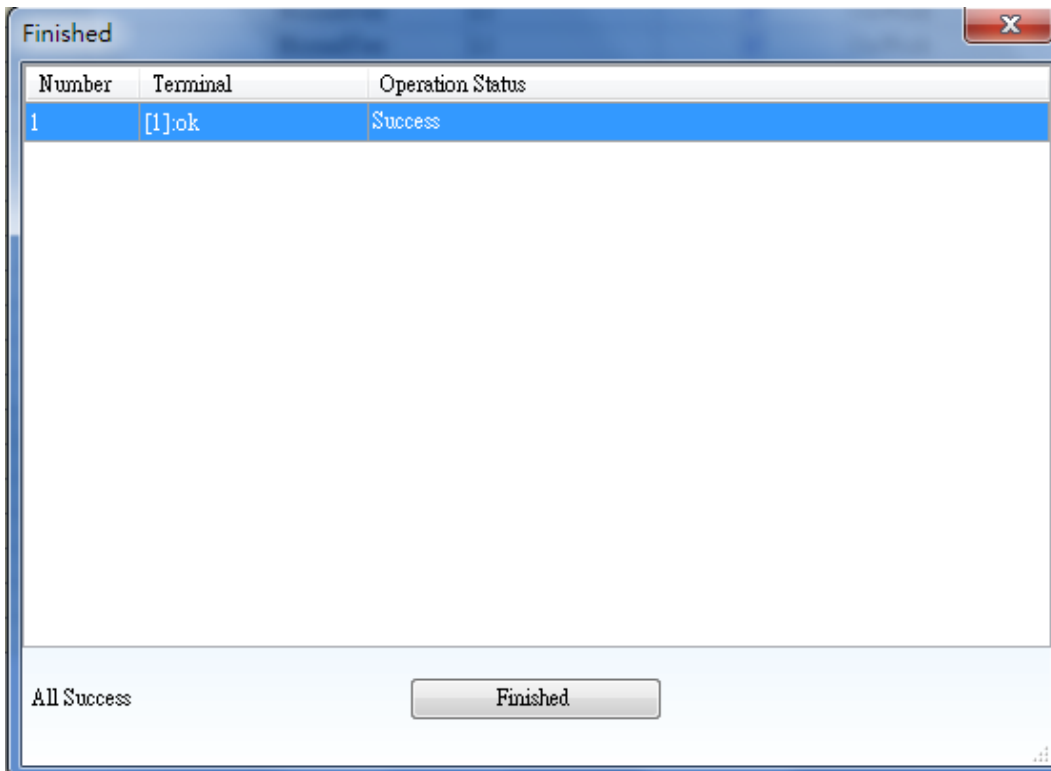 Finished
Number Terminal Operation Status
1 [1]:ok Success
All Success Finished